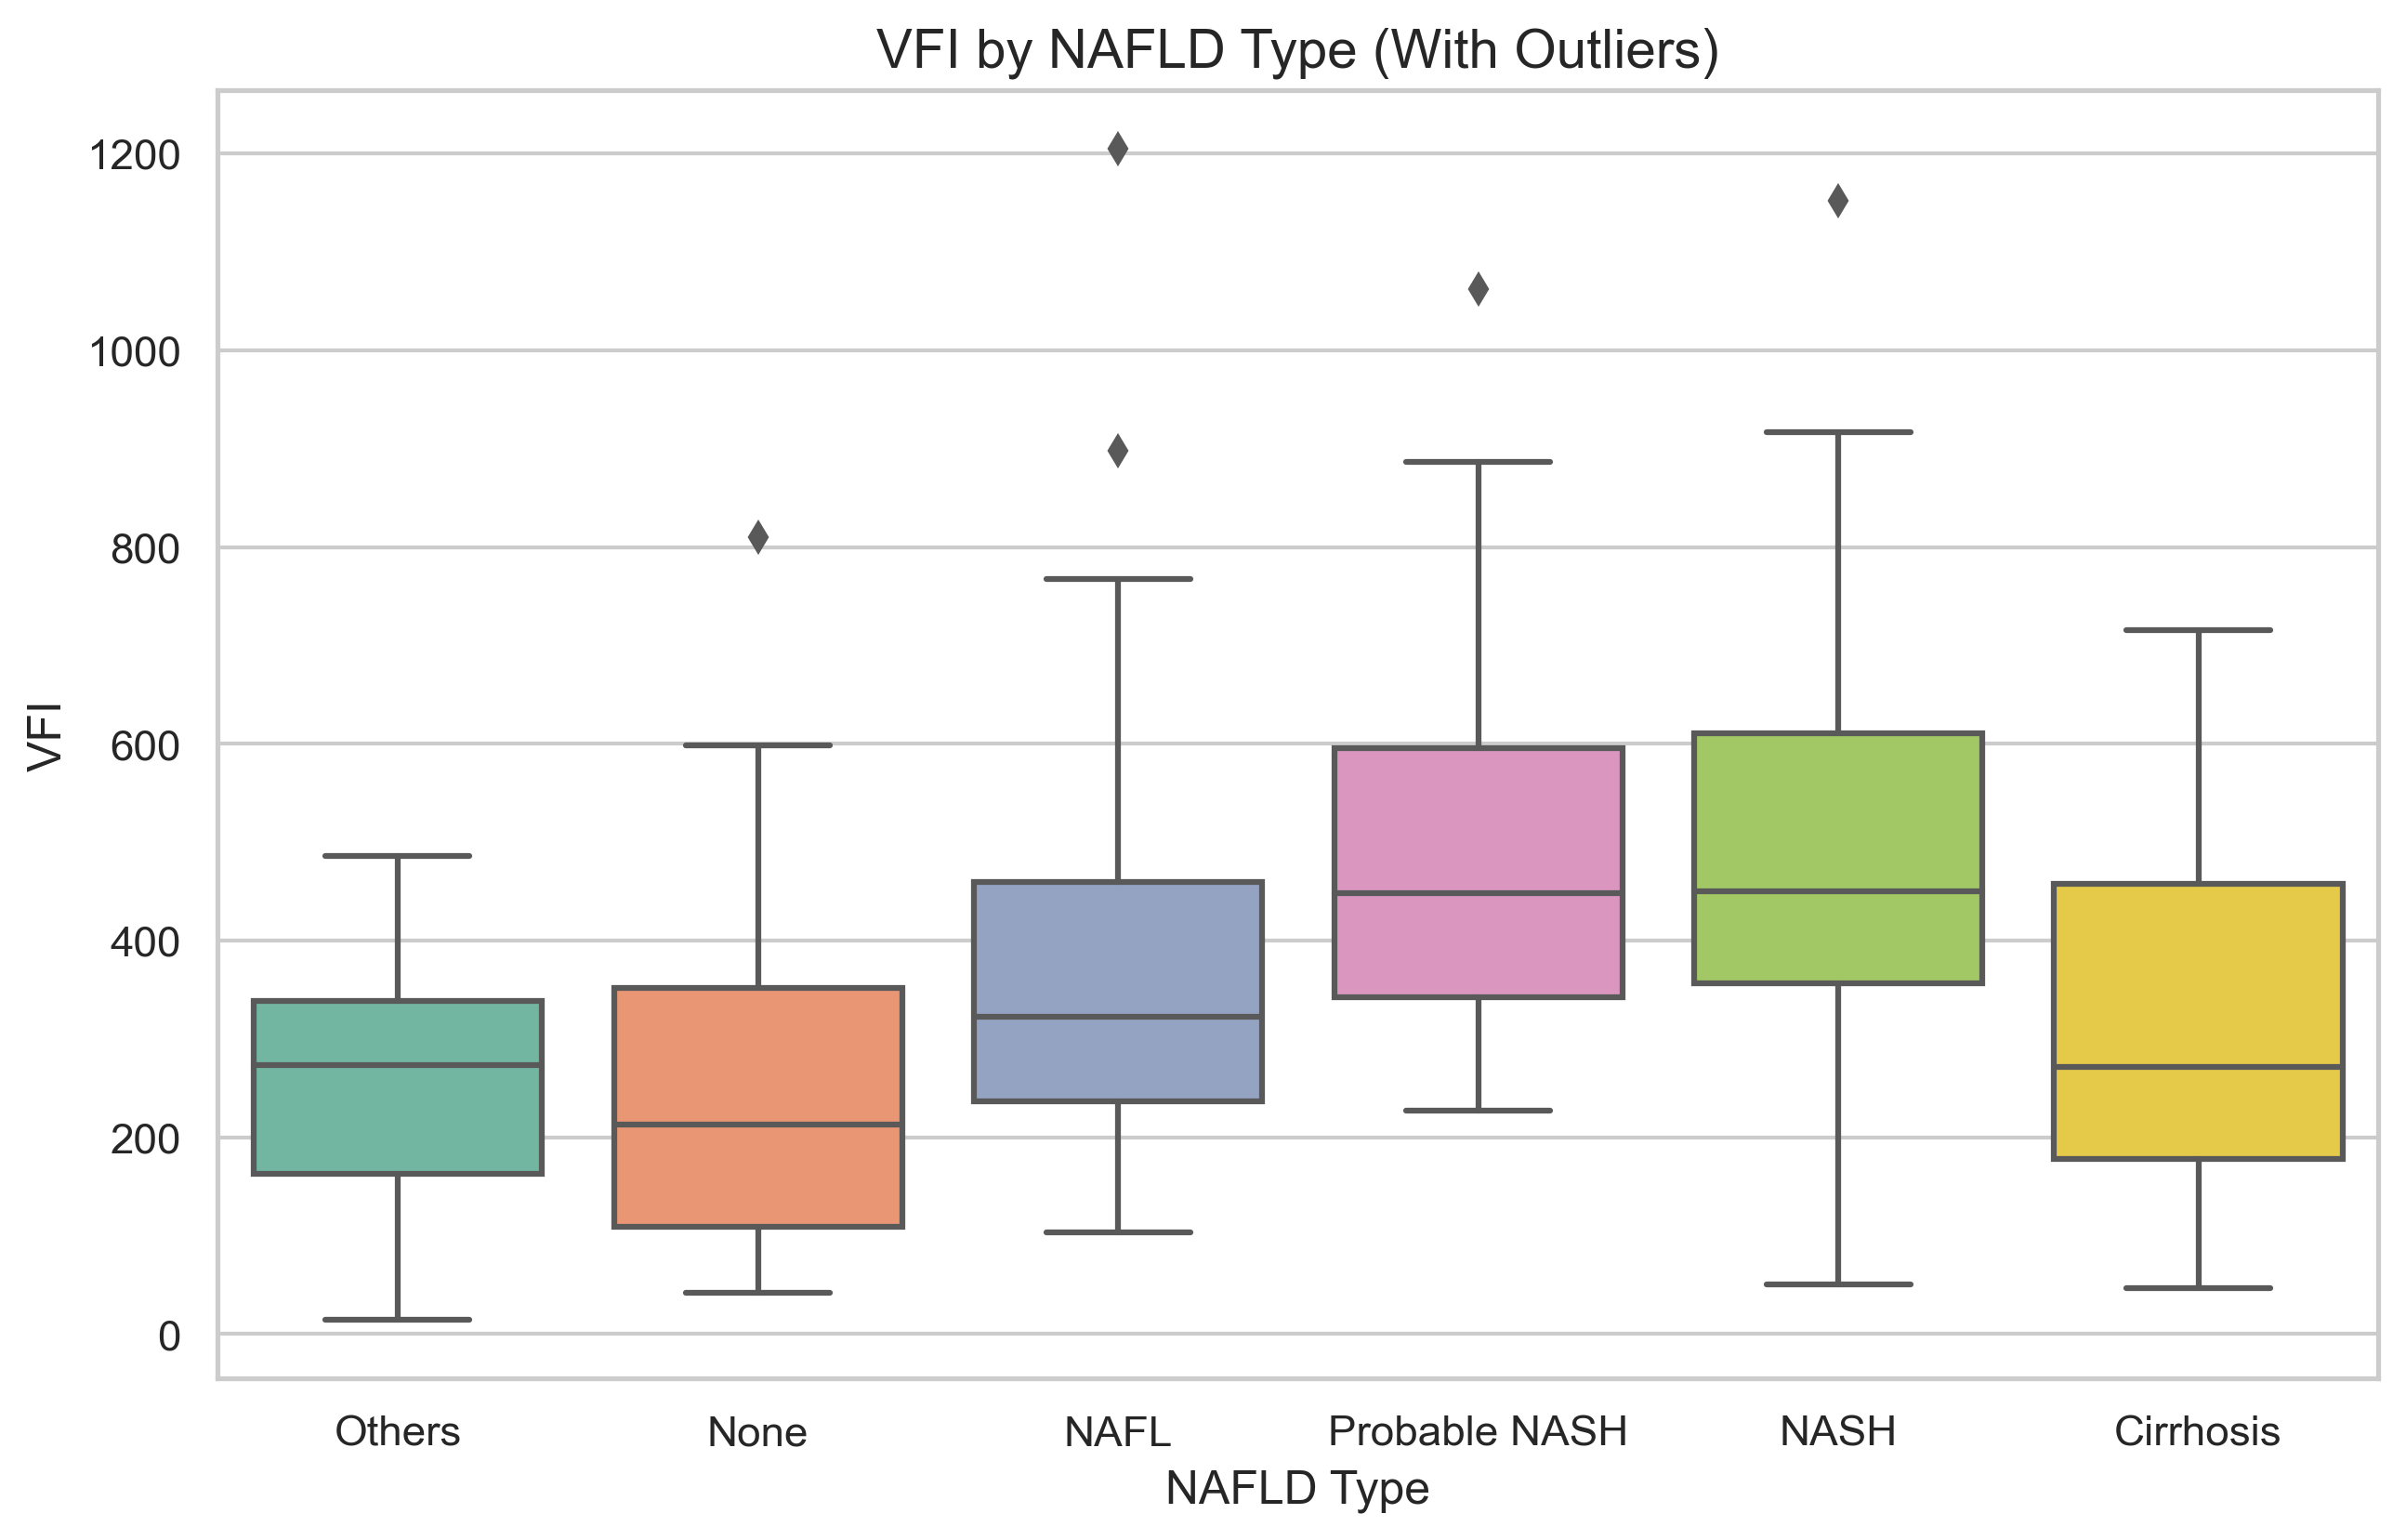 VFI by NAFLD Type (With Outliers)
1200
1000
800
600
400
200
0
VFI
Others
None
NAFL
Probable NASH
NASH
Cirrhosis
NAFLD Type